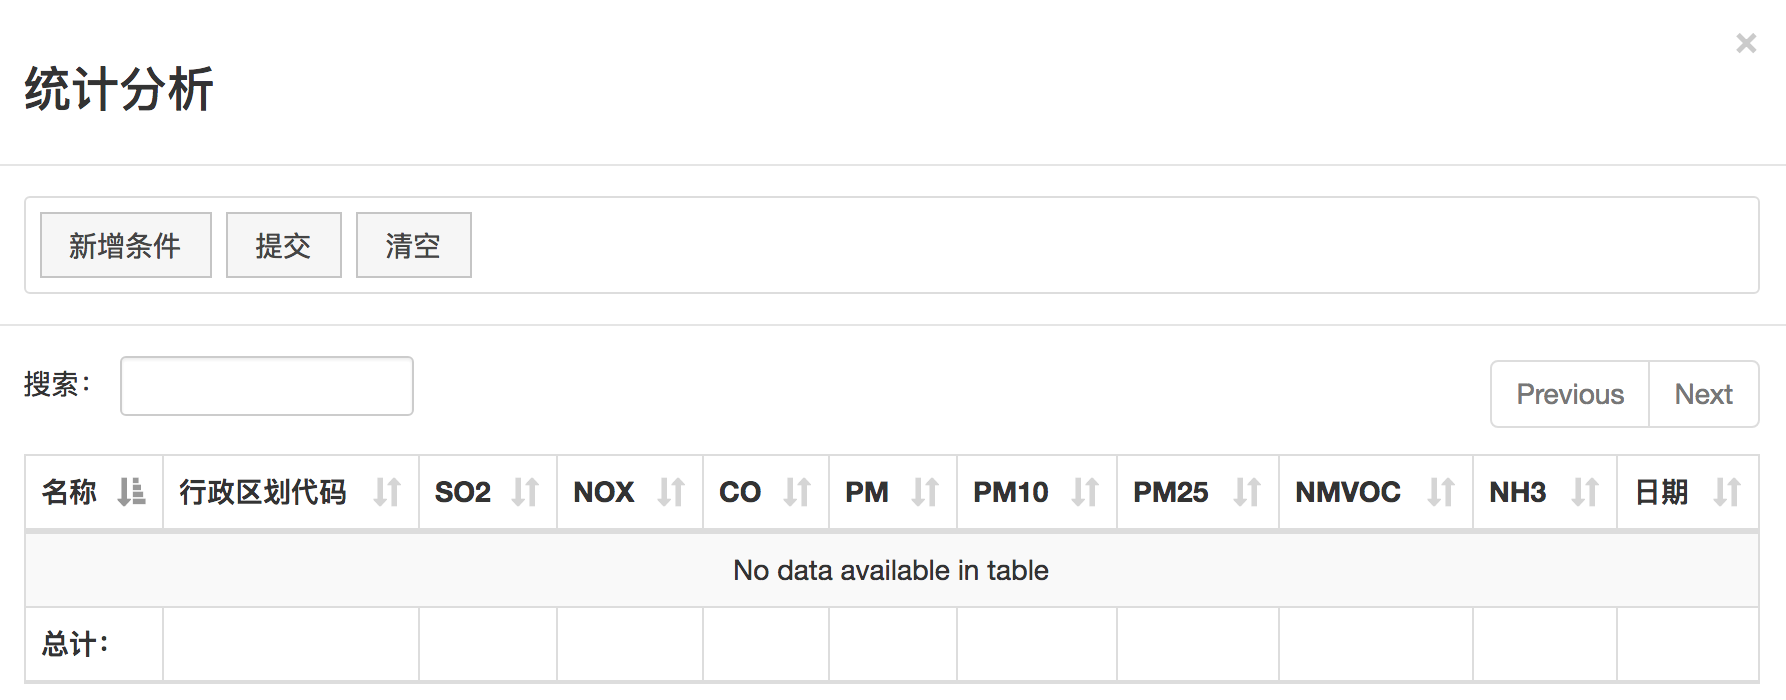 ×
统计分析
新增条件 提交 清空
搜索： Previous Next
名称 行政区划代码 SO2 NOX CO PM PM10 PM25 NMVOC NH3 日期
No data available in table
总计：